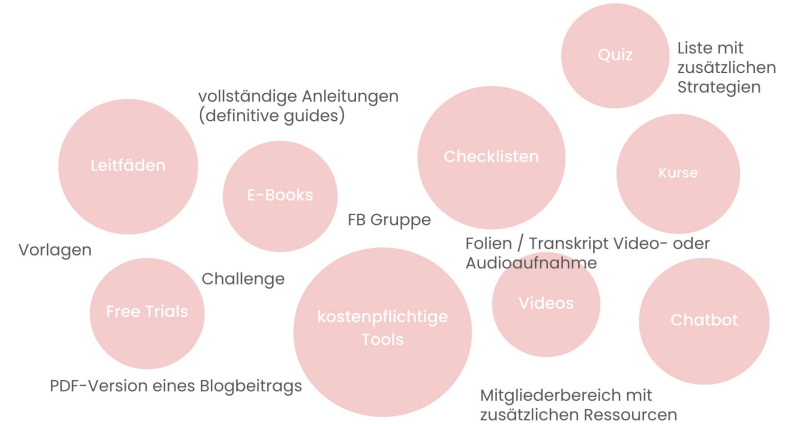 Quiz
Liste mit
zusätzlichen
Strategien
vollständige Anleitungen
(definitive guides)
Leitfäden
Checklisten
Kurse
E-Books
FB Gruppe
Vorlagen
Folien / Transkript Video- oder
Audioaufnahme
Challenge
Free Trials
kostenpflichtige
Tools
Videos
Chatbot
PDF-Version eines Blogbeitrags
Mitgliederbereich mit
zusätzlichen Ressourcen